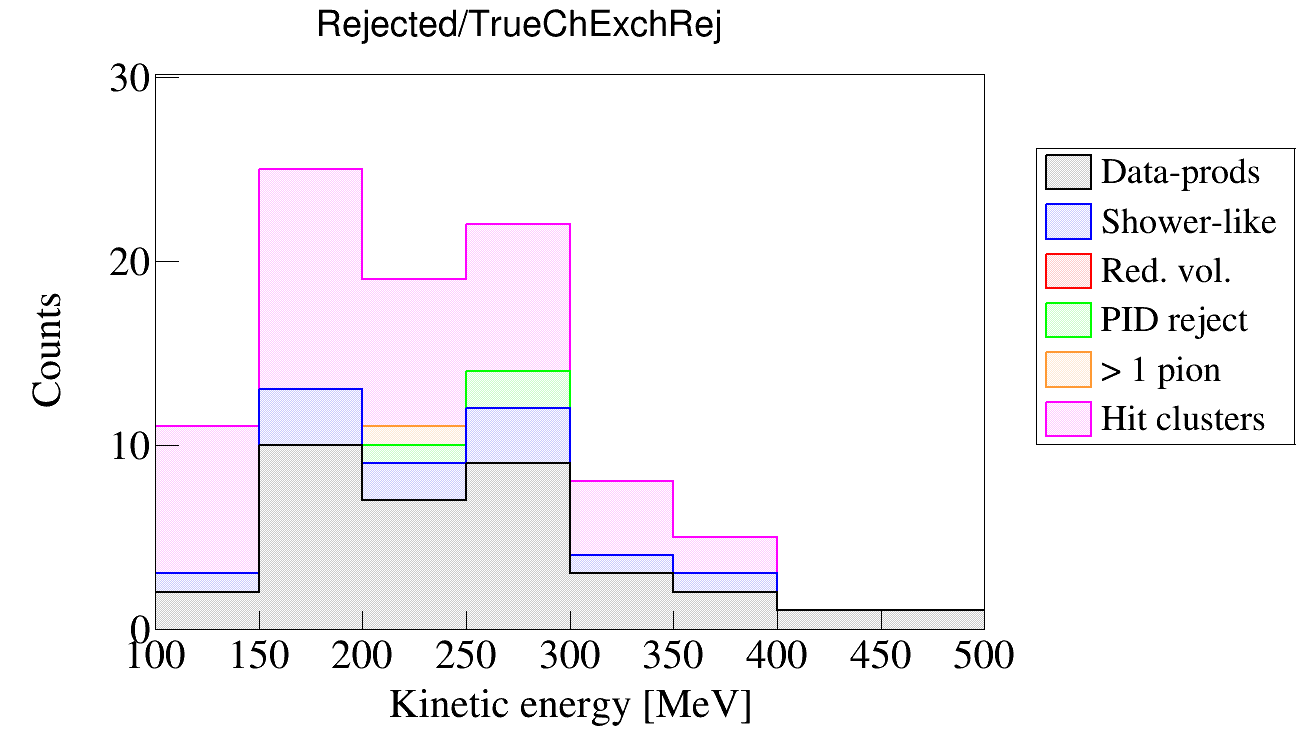 Rejected/TrueChExchRej
30
20
10
0
Counts
100 150 200 250 300 350 400 450 500
Kinetic energy [MeV]
Data-prods
Shower-like
Red. vol.
PID reject
> 1 pion
Hit clusters